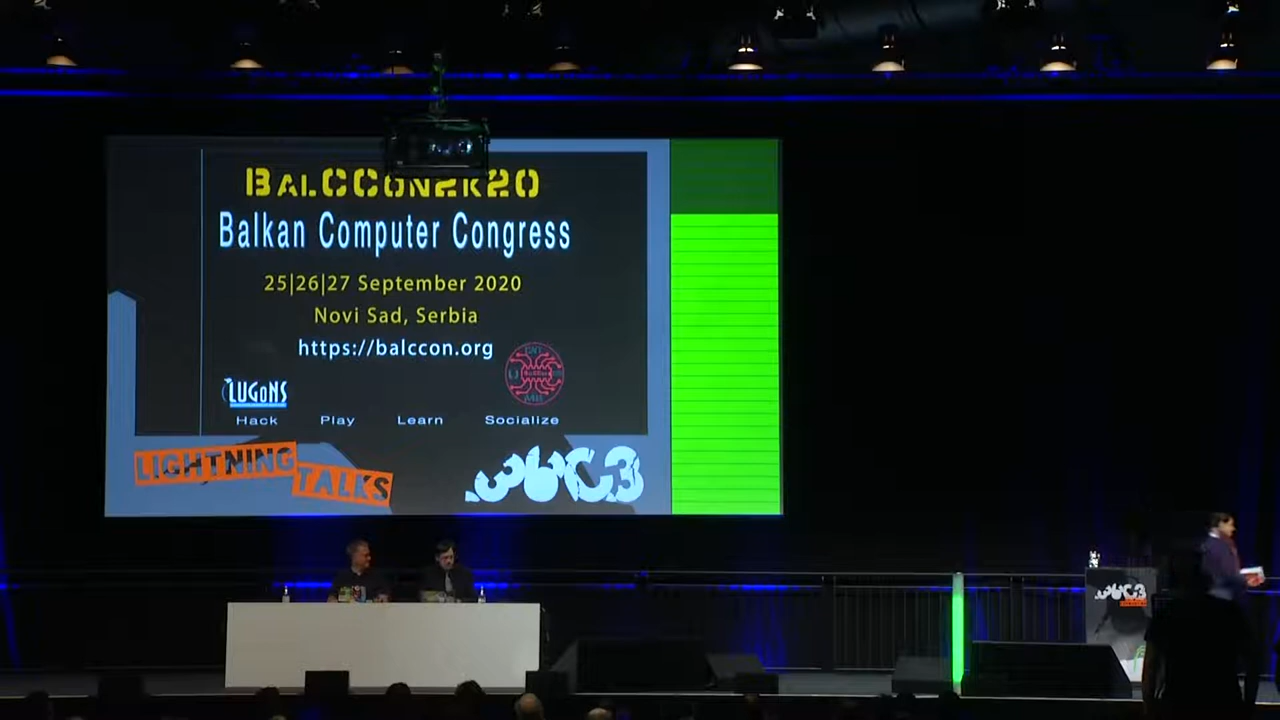 BALCCON2K20
Balkan Computer Congress
25|26|27 September 2020
Novi Sad, Serbia
https://balccon.org
LUGoNS
Hack Play Learn Socialize
LIGHTNING
TALKS
36C3
36C3